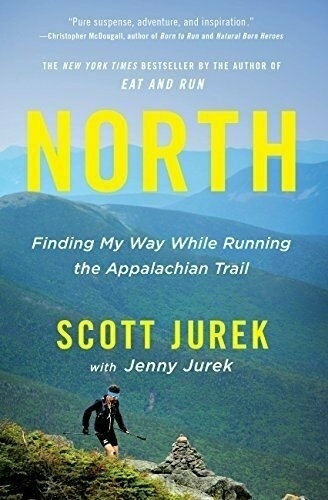 "Pure suspense, adventure, and inspiration."
—Christopher McDougall, author of Born to Run and Natural Born Heroes
THE NEW YORK TIMES BESTSELLER BY THE AUTHOR OF
EAT AND RUN
NORTH
Finding My Way While Running
the Appalachian Trail
SCOTT JUREK
with Jenny Jurek